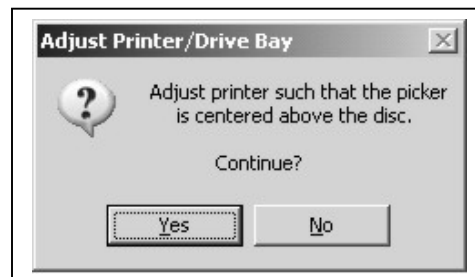 Adjust Printer/Drive Bay
Adjust printer such that the picker
is centered above the disc.
Continue?
Yes
No